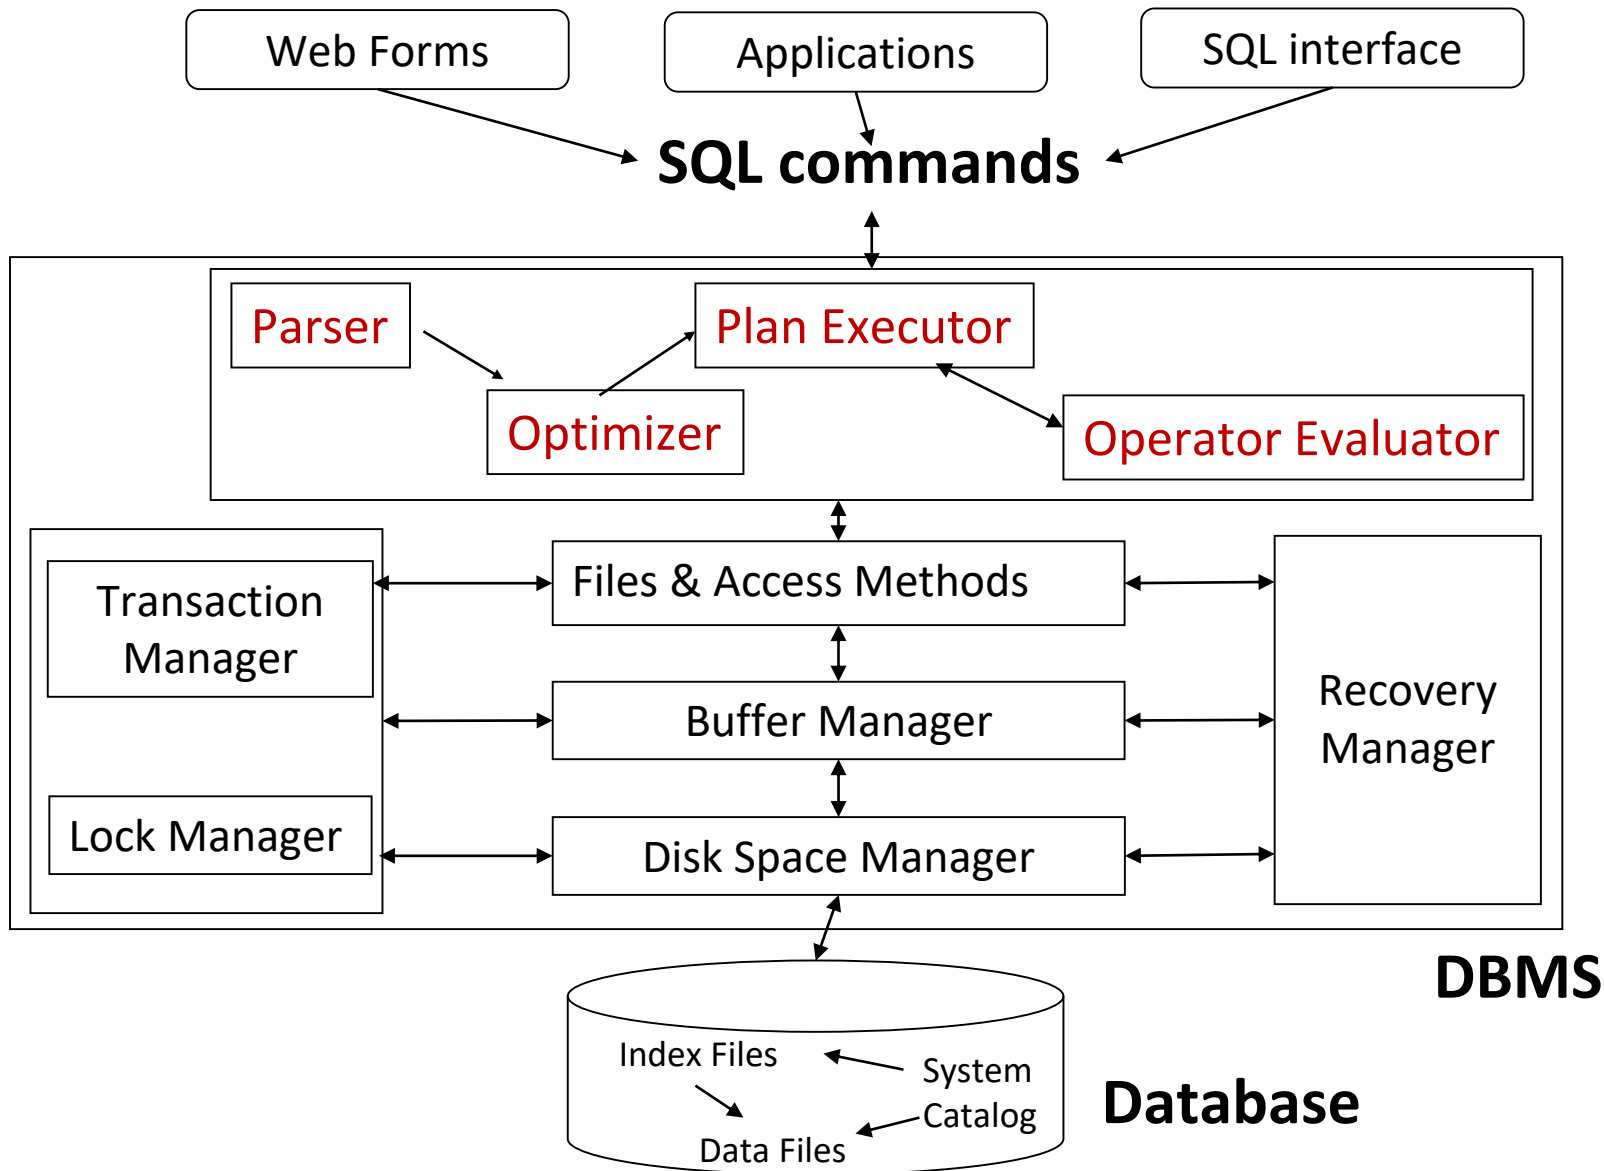 Web Forms
Applications
SQL interface
SQL commands
Parser
Plan Executor
Optimizer
Operator Evaluator
Transaction
Manager
Files & Access Methods
Recovery
Manager
Buffer Manager
Lock Manager
Disk Space Manager
DBMS
Index Files
System
Catalog
Data Files
Database